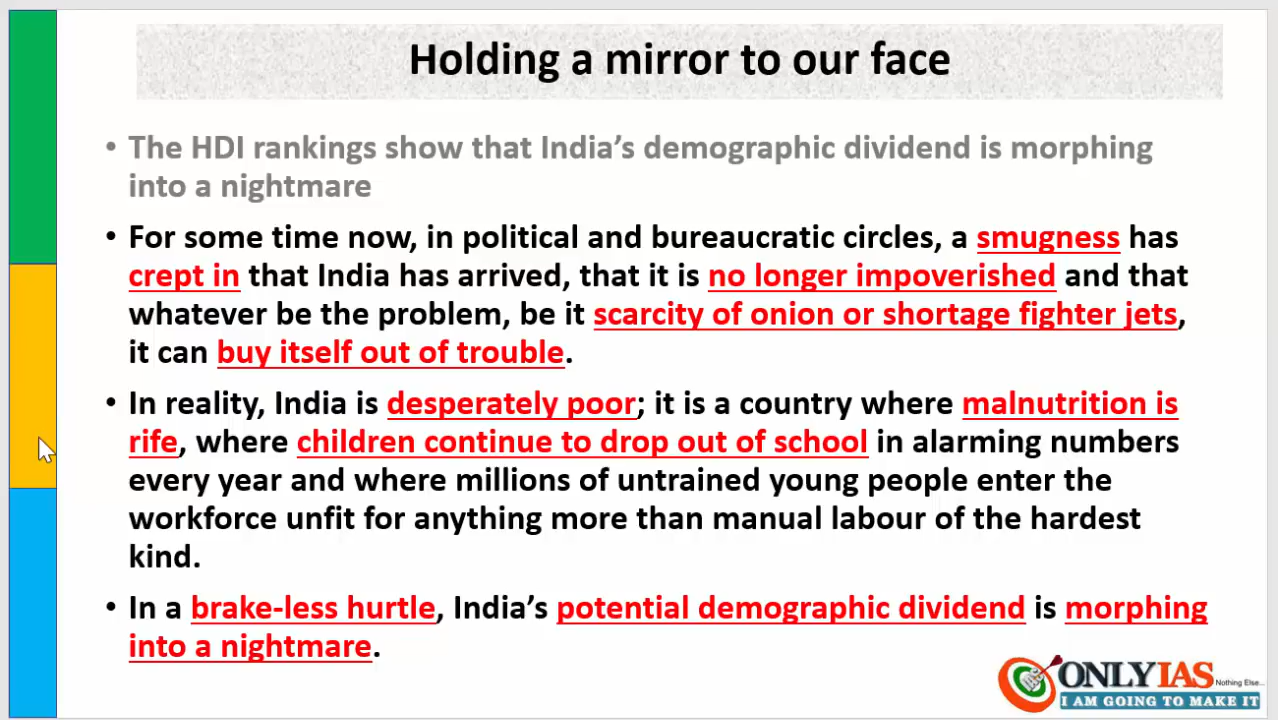 Holding a mirror to our face
• The HDI rankings show that India's demographic dividend is morphing
into a nightmare
• For some time now, in political and bureaucratic circles, a smugness has
crept in that India has arrived, that it is no longer impoverished and that
whatever be the problem, be it scarcity of onion or shortage fighter jets,
it can buy itself out of trouble.
• In reality, India is desperately poor; it is a country where malnutrition is
rife, where children continue to drop out of school in alarming numbers
every year and where millions of untrained young people enter the
workforce unfit for anything more than manual labour of the hardest
kind.
• In a brake-less hurtle, India's potential demographic dividend is morphing
into a nightmare.
ONLYIAS Nothing Else...
I AM GOING TO MAKE IT